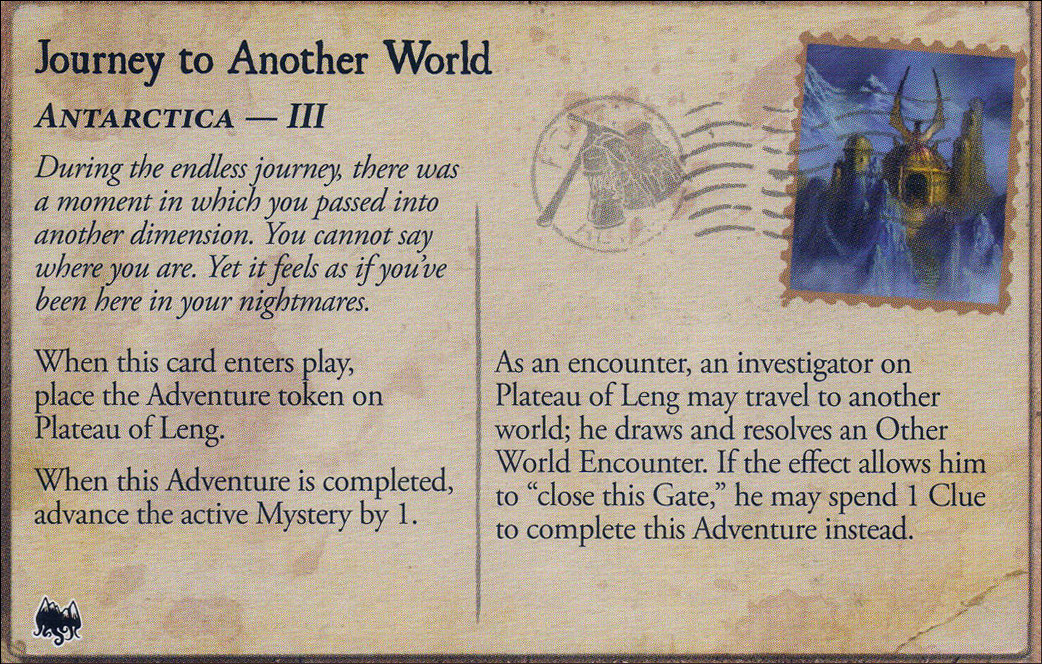 Journey to Another World
Antarctica — III
During the endless journey, there was
a moment in which you passed into
another dimension. You cannot say
where you are. Yet it feels as if you've
been here in your nightmares.
When this card enters play,
place the Adventure token on
Plateau of Leng.
When this Adventure is completed,
advance the active Mystery by 1.
As an encounter, an investigator on
Plateau of Leng may travel to another
world; he draws and resolves an Other
World Encounter. If the effect allows him
to “close this Gate,” he may spend 1 Clue
to complete this Adventure instead.